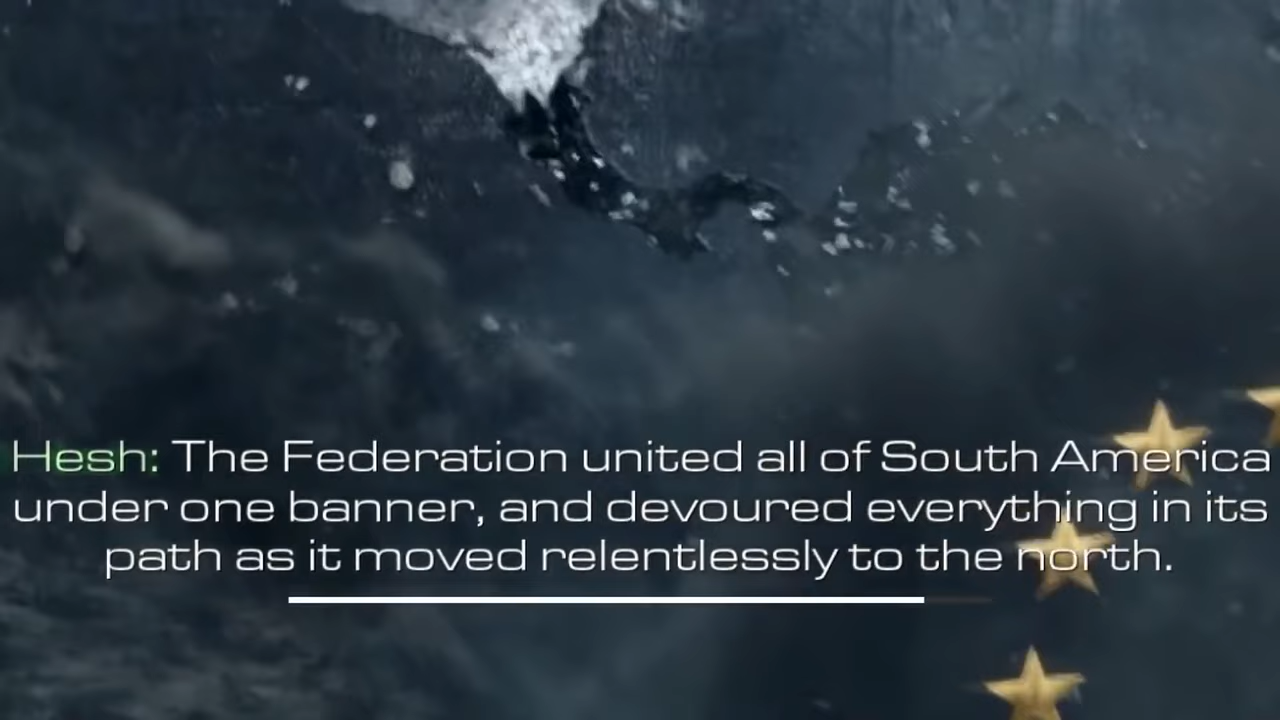 Hesh: The Federation united all of South America
under one banner, and devoured everything in its
path as it moved relentlessly to the north.